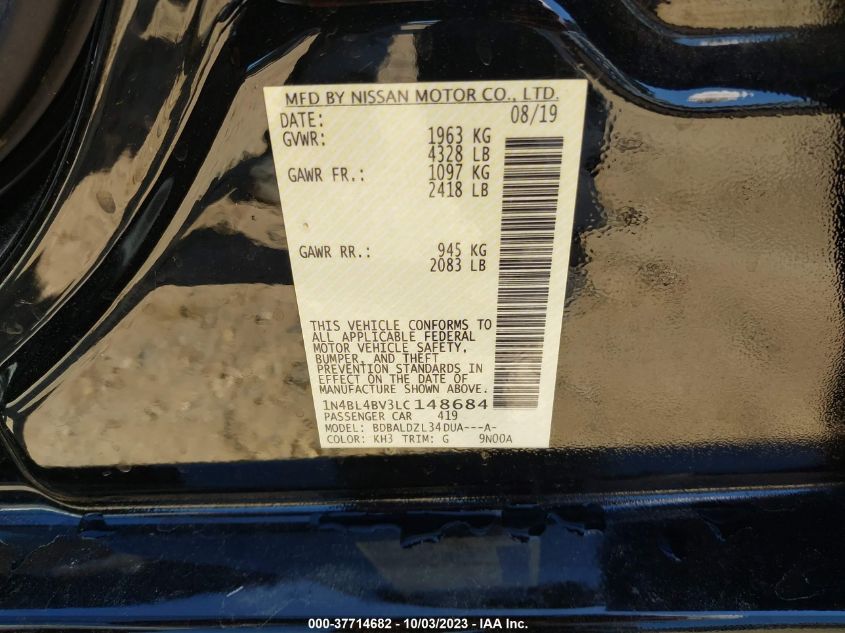 MFD BY NISSAN MOTOR CO., LTD.
DATE: 08/19
GVWR: 1963 KG
4328 LB
GAWR FR.: 1097 KG
2418 LB
GAWR RR.: 945 KG
2083 LB
THIS VEHICLE CONFORMS TO
ALL APPLICABLE FEDERAL
MOTOR VEHICLE SAFETY,
BUMPER, AND THEFT
PREVENTION STANDARDS IN
EFFECT ON THE DATE OF
MANUFACTURE SHOWN ABOVE.
1N4BL4BV3LC148684
PASSENGER CAR 419
MODEL: BDBALDZL34DUA---A-
COLOR: KH3 TRIM: G 9N00A
000-37714682 - 10/03/2023 - IAA Inc.